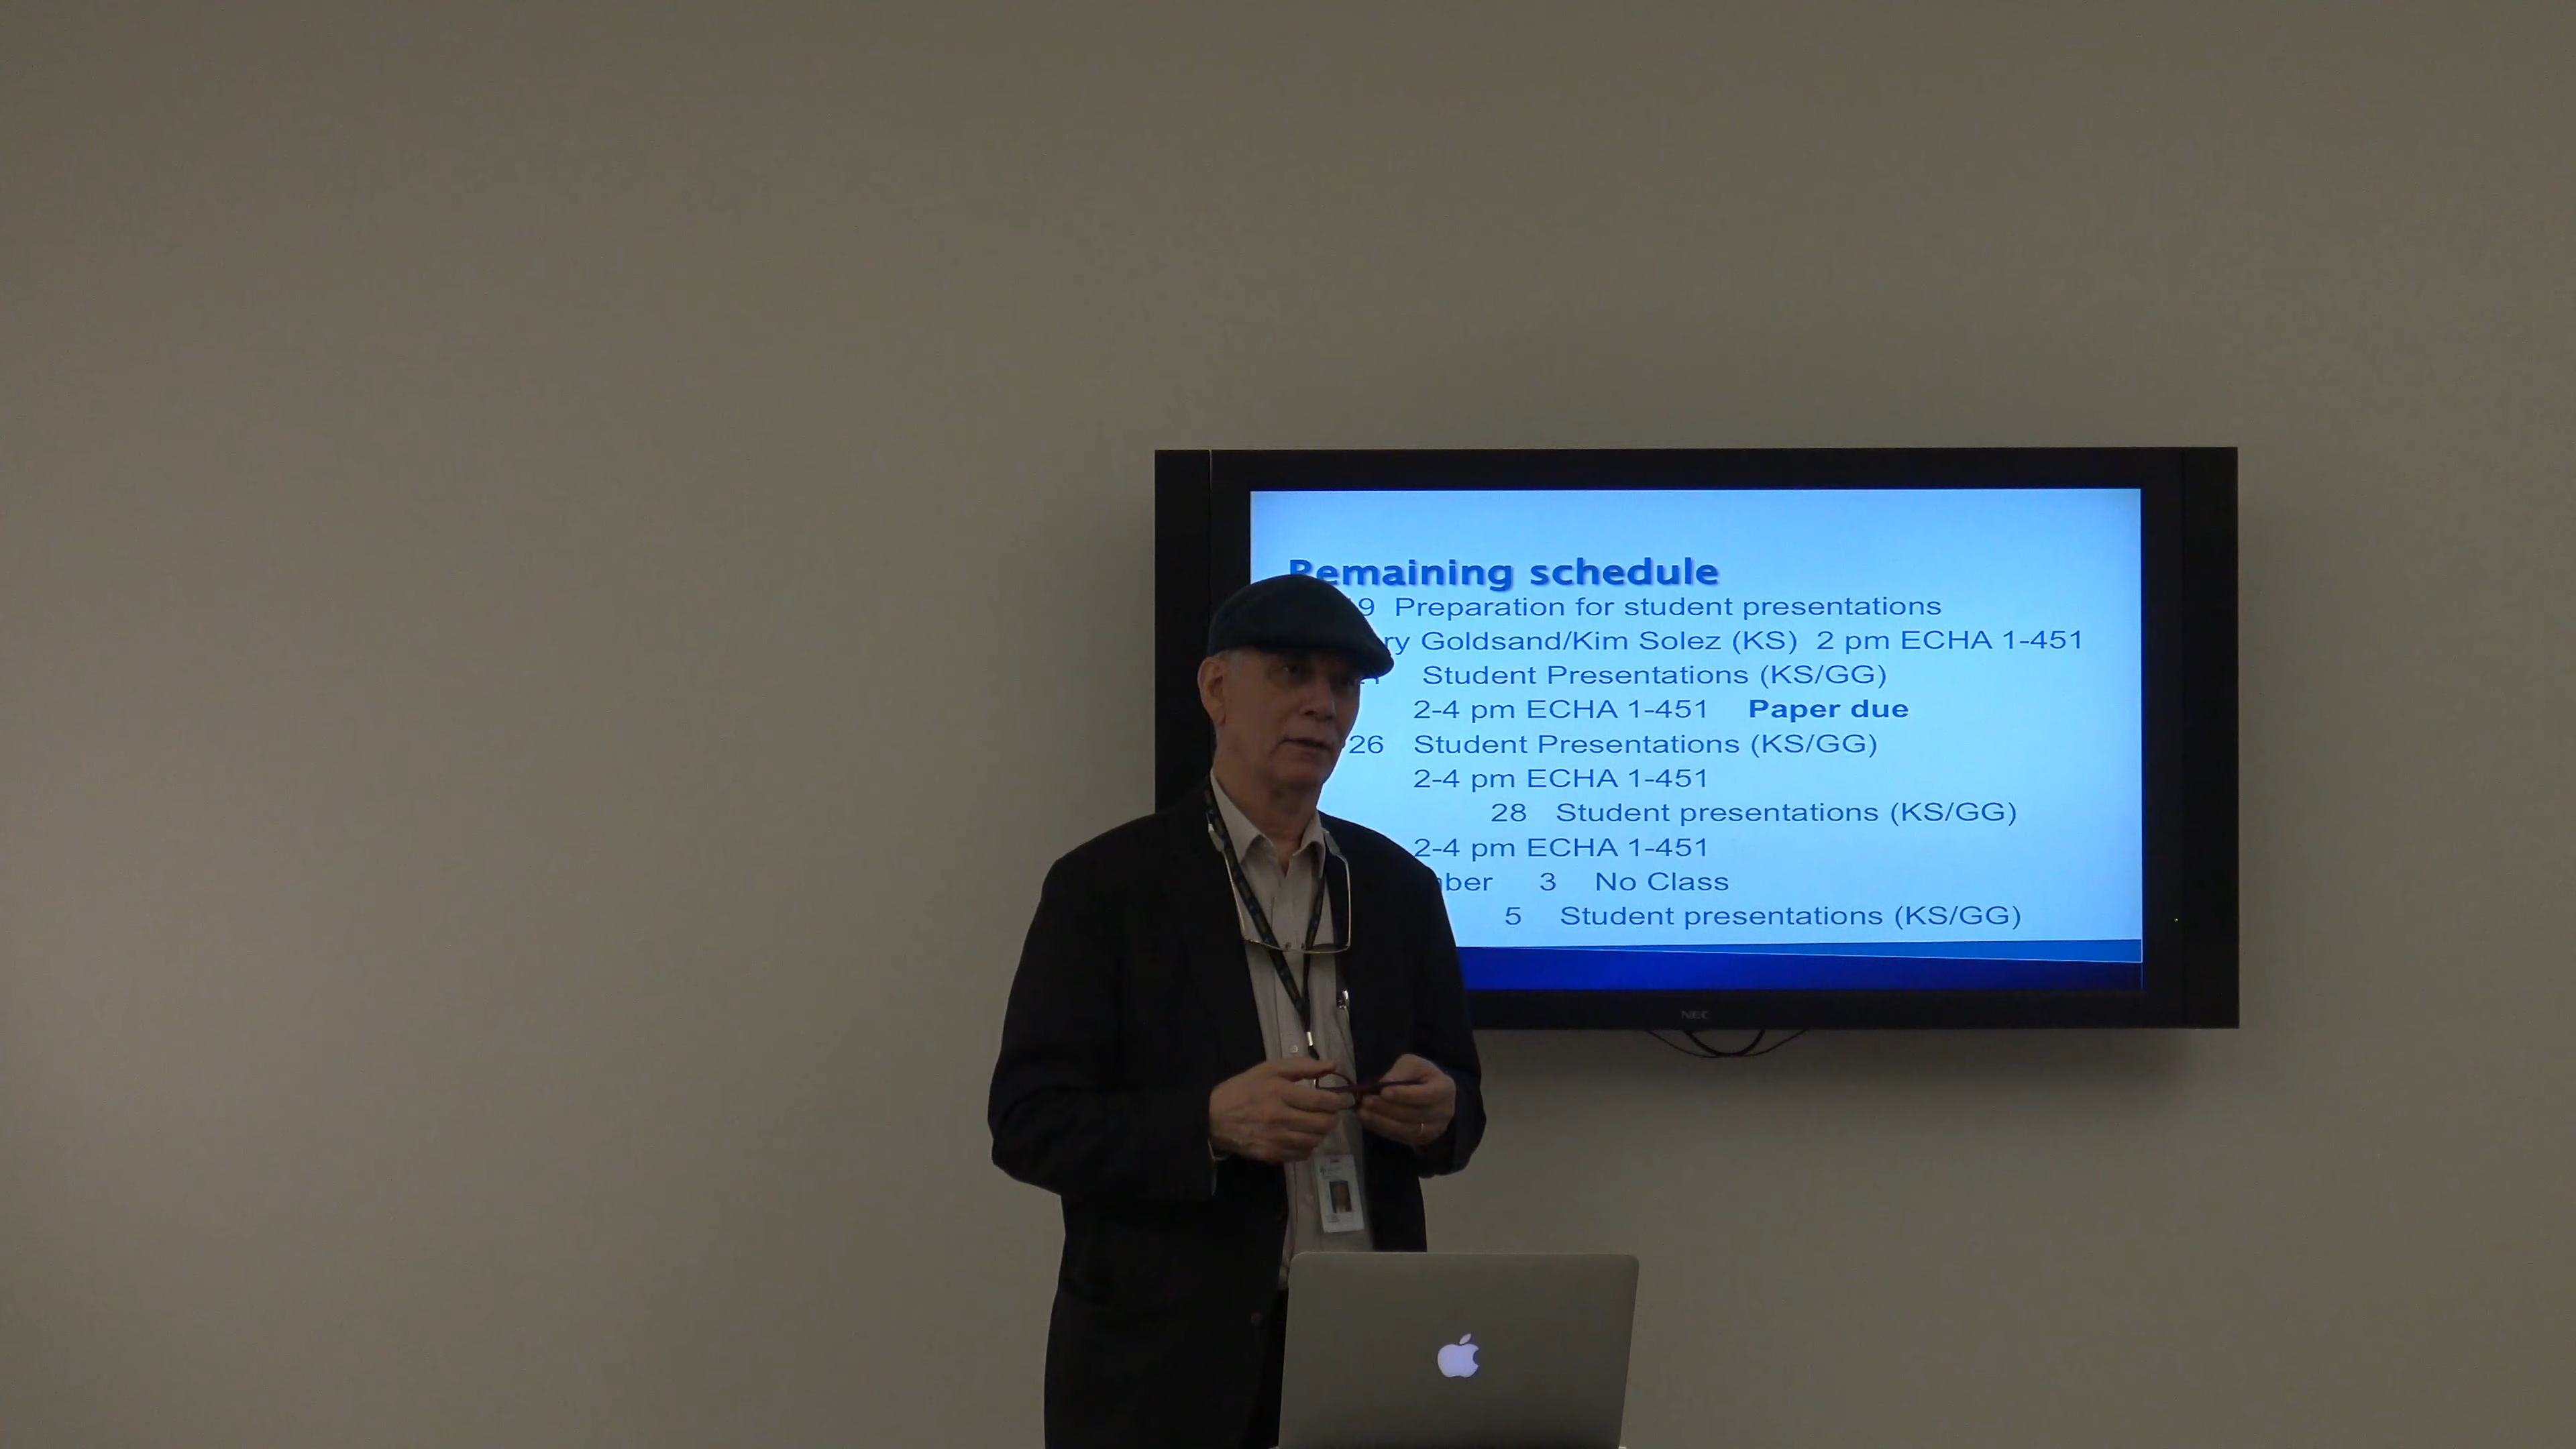 Remaining schedule
19 Preparation for student presentations
ry Goldsand/Kim Solez (KS) 2 pm ECHA 1-451
Student Presentations (KS/GG)
2-4 pm ECHA 1-451 Paper due
26 Student Presentations (KS/GG)
2-4 pm ECHA 1-451
28 Student presentations (KS/GG)
2-4 pm ECHA 1-451
mber 3 No Class
5 Student presentations (KS/GG)
NEC